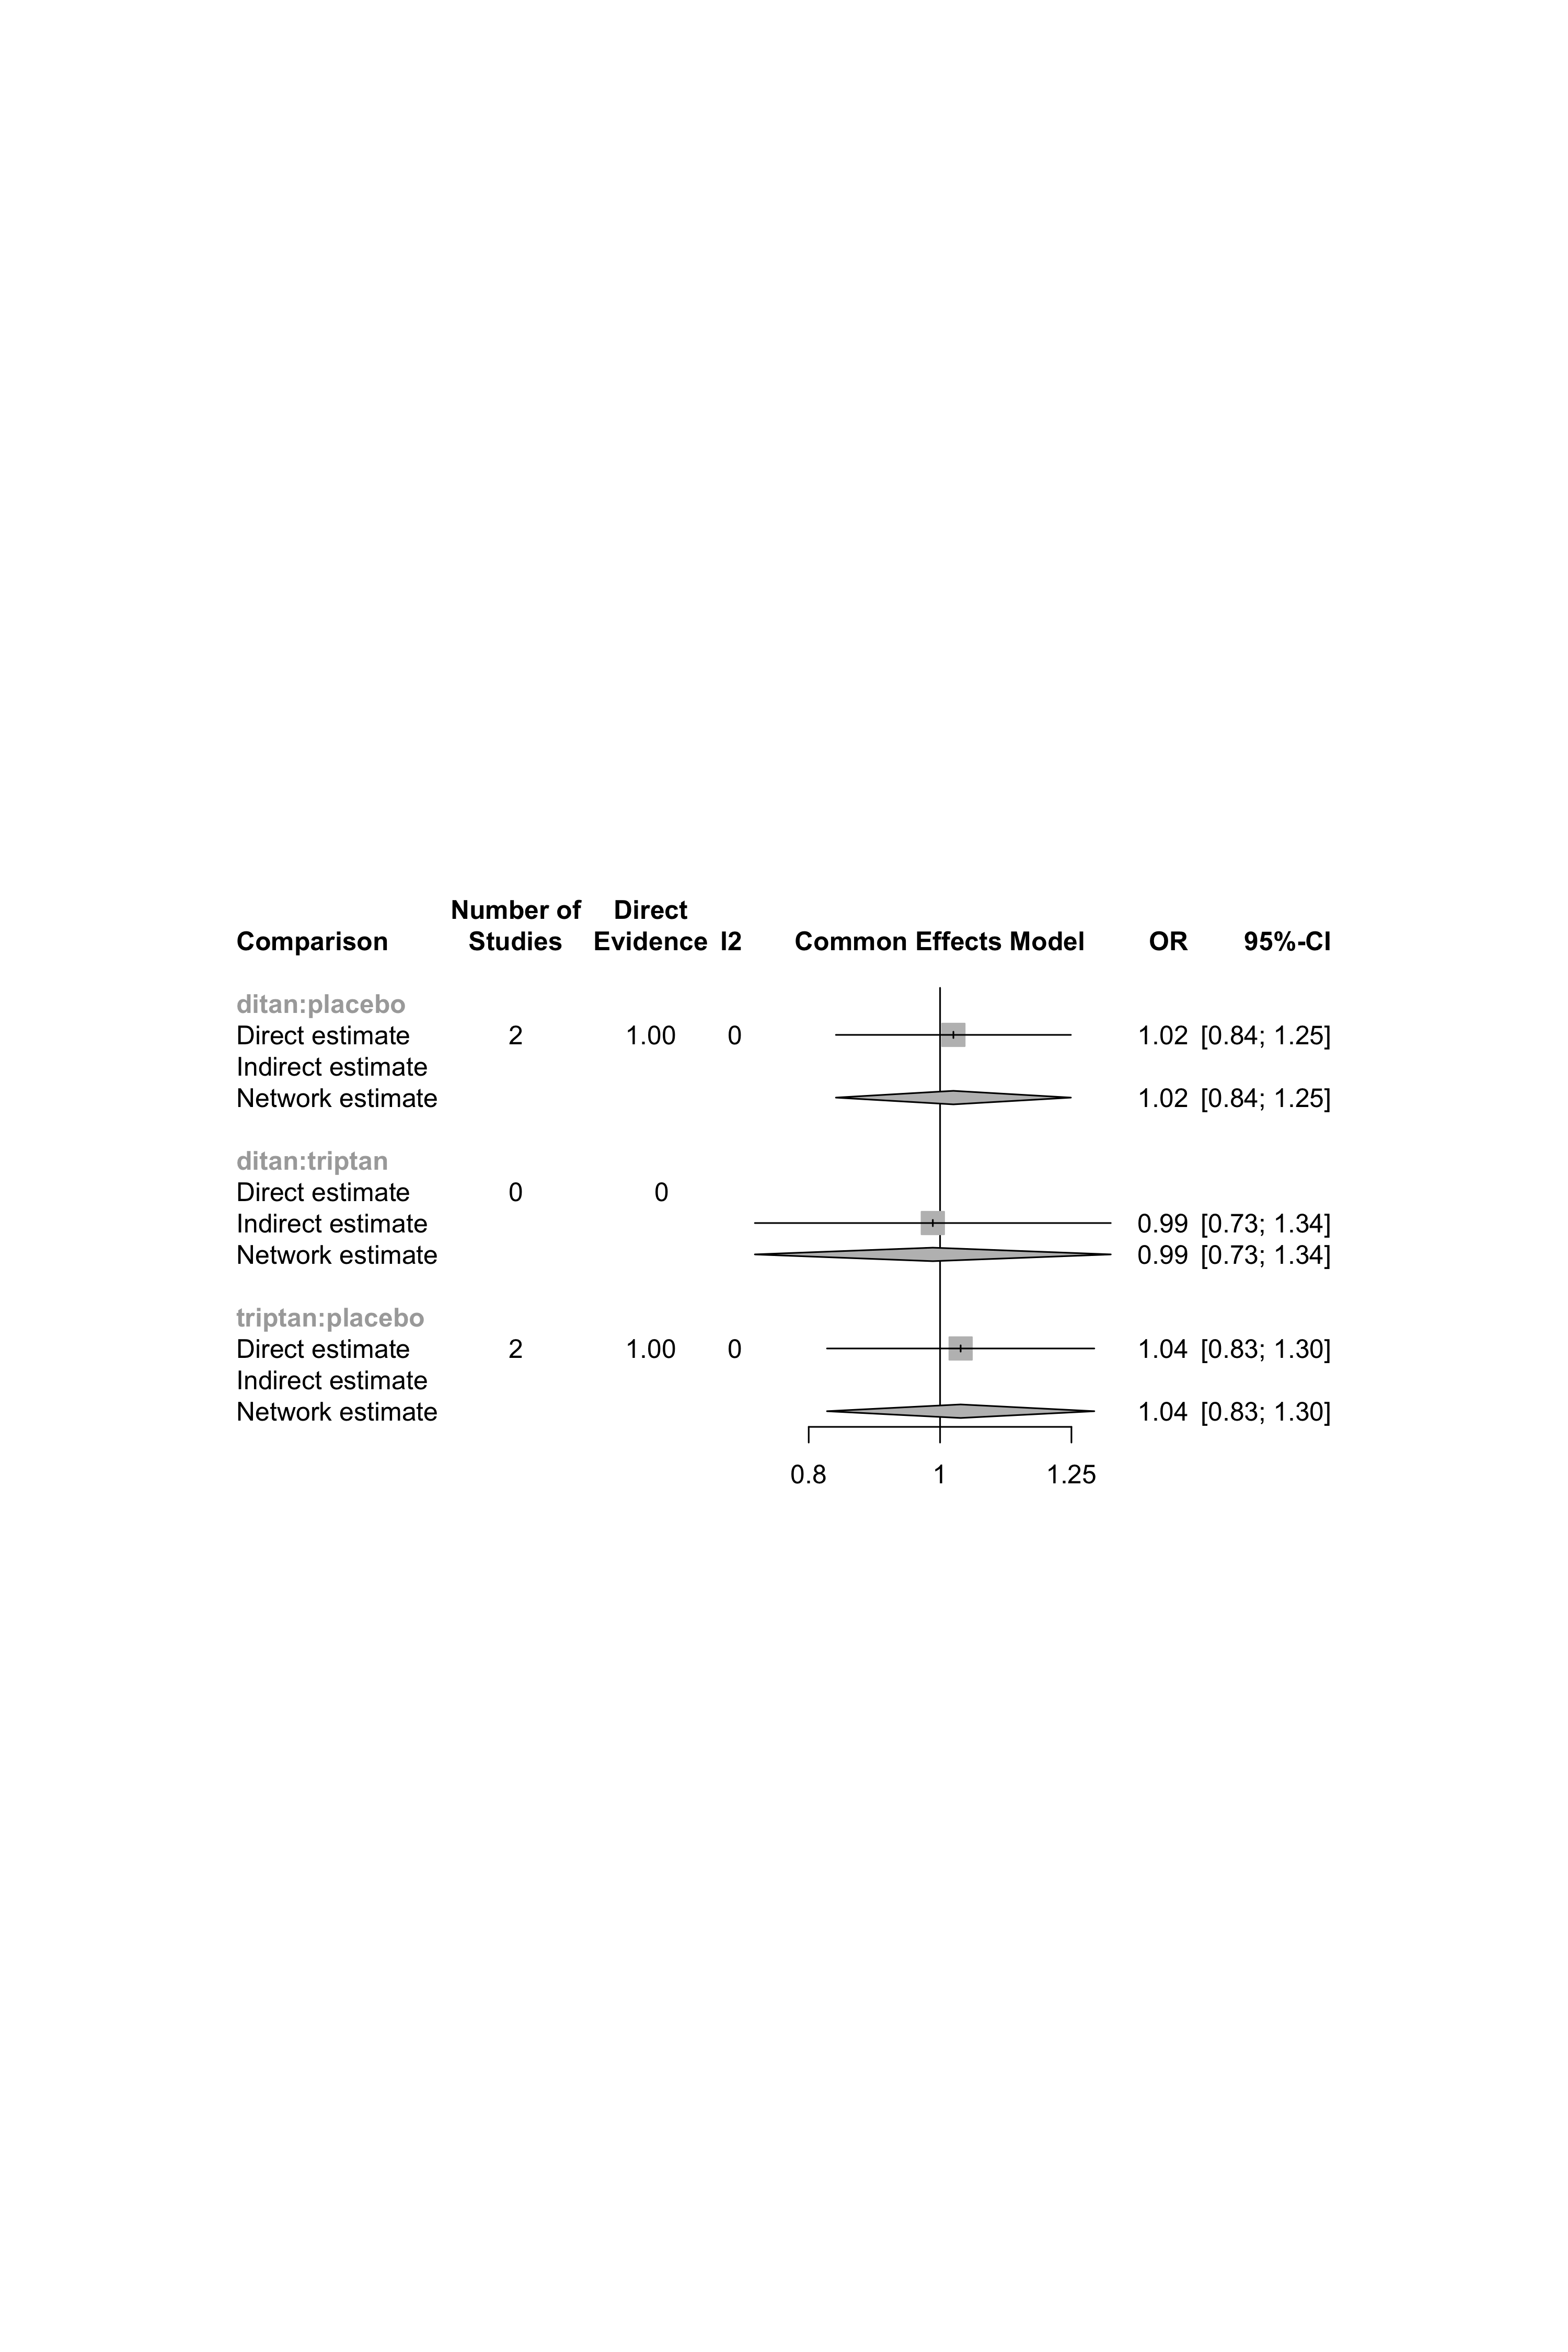 Number of Direct
Comparison Studies Evidence I2 Common Effects Model OR 95%-CI
ditan:placebo
Direct estimate 2 1.00 0 1.02 [0.84; 1.25]
Indirect estimate
Network estimate 1.02 [0.84; 1.25]
ditan:triptan
Direct estimate 0 0
Indirect estimate 0.99 [0.73; 1.34]
Network estimate 0.99 [0.73; 1.34]
triptan:placebo
Direct estimate 2 1.00 0 1.04 [0.83; 1.30]
Indirect estimate
Network estimate 1.04 [0.83; 1.30]
0.8 1 1.25